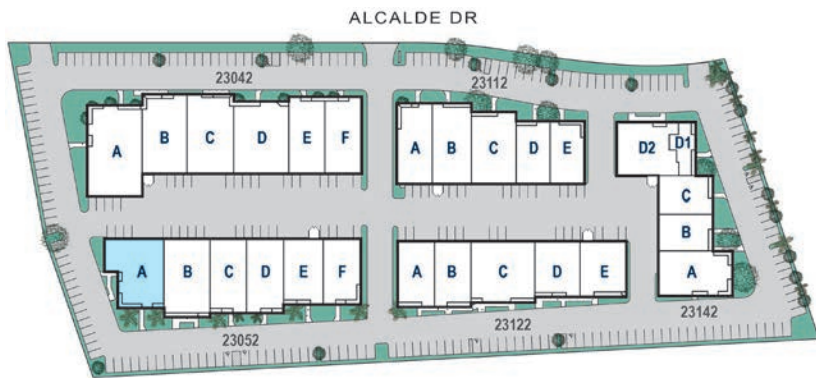 ALCALDE DR
23042
23112
A B C D E F
A B C D E
D2 D1
C
B
A
A B C D E F
A B C D E
23052
23122
23142